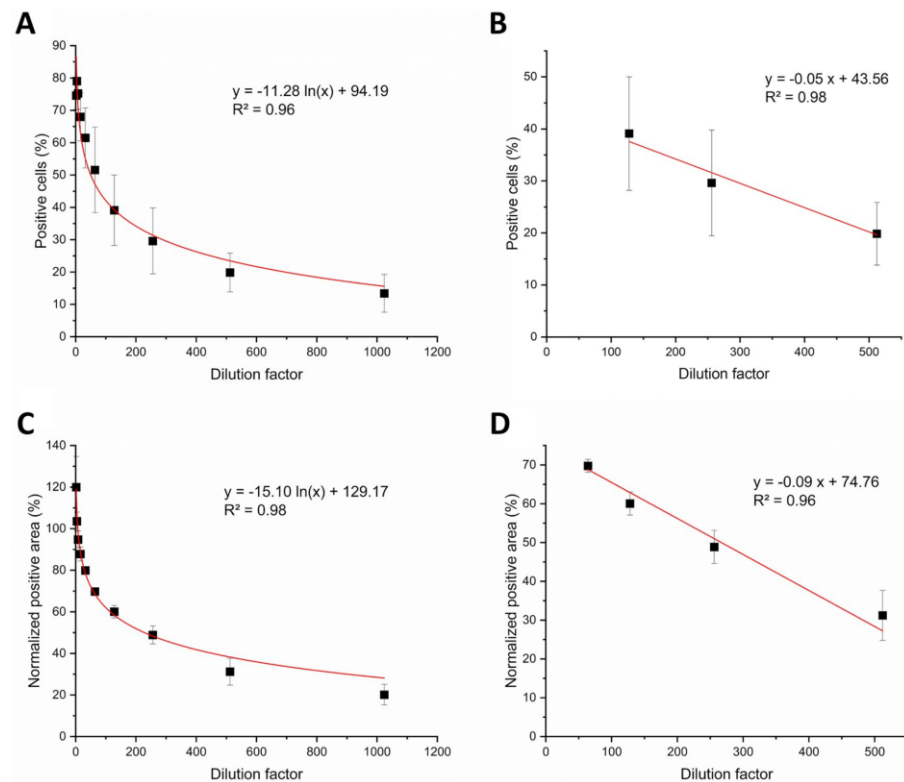 A
90
80
70
60
50
40
30
20
10
0
Positive cells (%)
y = -11.28 ln(x) + 94.19
R² = 0.96
0 200 400 600 800 1000 1200
Dilution factor
B
50
40
30
20
10
0
Positive cells (%)
y = -0.05 x + 43.56
R² = 0.98
0 100 200 300 400 500
Dilution factor
C
140
120
100
80
60
40
20
0
Normalized positive area (%)
y = -15.10 ln(x) + 129.17
R² = 0.98
0 200 400 600 800 1000 1200
Dilution factor
D
70
60
50
40
30
20
10
0
Normalized positive area (%)
y = -0.09 x + 74.76
R² = 0.96
0 100 200 300 400 500
Dilution factor